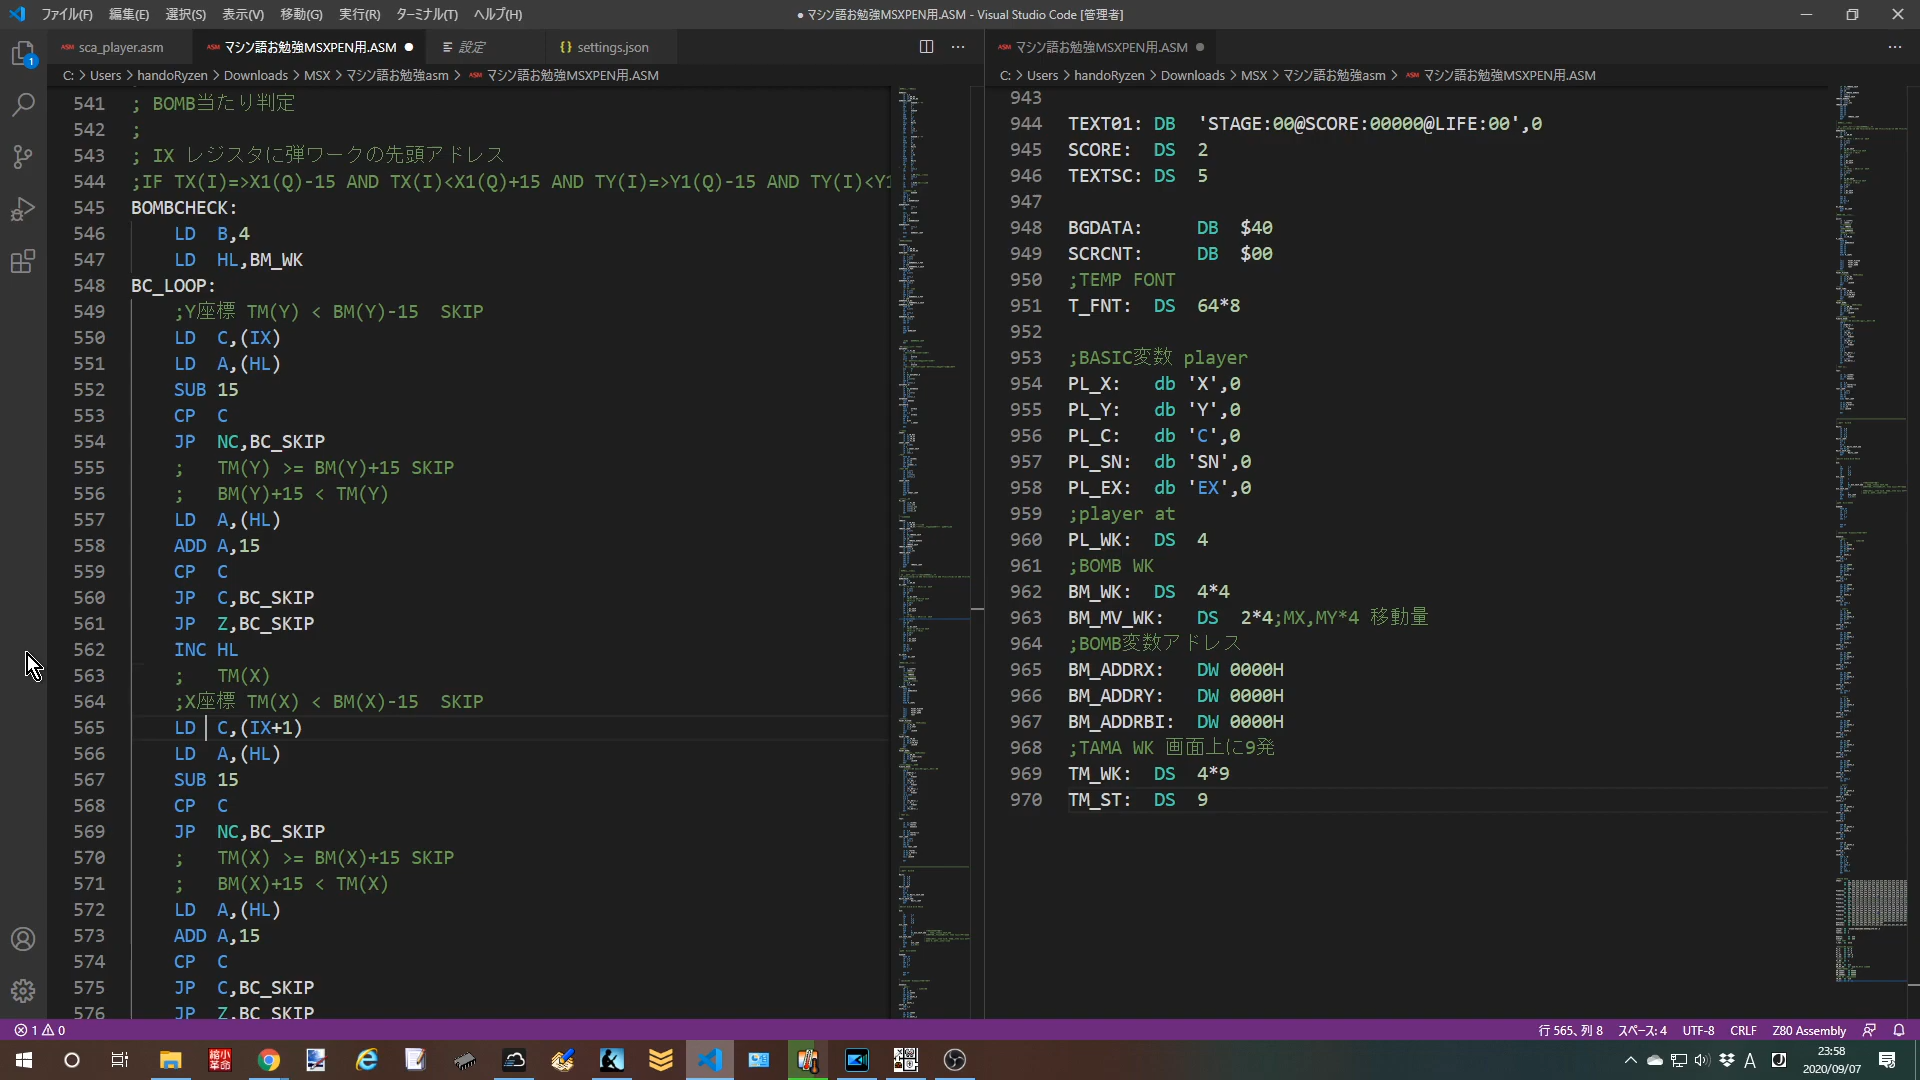 ファイル(F) 編集(E) 選択(S) 表示(V) 移動(G) 実行(R) ターミナル(T) ヘルプ(H)
● マシン語お勉強MSXPEN用.ASM - Visual Studio Code [管理者]
sca_player.asm マシン語お勉強MSXPEN用.ASM 設定 {} settings.json
C: > Users > handoRyzen > Downloads > MSX > マシン語お勉強asm > マシン語お勉強MSXPEN用.ASM
541 ; BOMB当たり判定
542 ;
543 ; IX レジスタに弾ワークの先頭アドレス
544 ;IF TX(I)=>X1(Q)-15 AND TX(I)<X1(Q)+15 AND TY(I)=>Y1(Q)-15 AND TY(I)<Y1
545 BOMBCHECK:
546 LD B,4
547 LD HL,BM_WK
548 BC_LOOP:
549 ;Y座標 TM(Y) < BM(Y)-15 SKIP
550 LD C,(IX)
551 LD A,(HL)
552 SUB 15
553 CP C
554 JP NC,BC_SKIP
555 ; TM(Y) >= BM(Y)+15 SKIP
556 ; BM(Y)+15 < TM(Y)
557 LD A,(HL)
558 ADD A,15
559 CP C
560 JP C,BC_SKIP
561 JP Z,BC_SKIP
562 INC HL
563 ; TM(X)
564 ;X座標 TM(X) < BM(X)-15 SKIP
565 LD C,(IX+1)
566 LD A,(HL)
567 SUB 15
568 CP C
569 JP NC,BC_SKIP
570 ; TM(X) >= BM(X)+15 SKIP
571 ; BM(X)+15 < TM(X)
572 LD A,(HL)
573 ADD A,15
574 CP C
575 JP C,BC_SKIP
576 JP Z,BC_SKIP
マシン語お勉強MSXPEN用.ASM
C: > Users > handoRyzen > Downloads > MSX > マシン語お勉強asm > マシン語お勉強MSXPEN用.ASM
943
944 TEXT01: DB 'STAGE:00@SCORE:00000@LIFE:00',0
945 SCORE: DS 2
946 TEXTSC: DS 5
947
948 BGDATA: DB $40
949 SCRCNT: DB $00
950 ;TEMP FONT
951 T_FNT: DS 64*8
952
953 ;BASIC変数 player
954 PL_X: db 'X',0
955 PL_Y: db 'Y',0
956 PL_C: db 'C',0
957 PL_SN: db 'SN',0
958 PL_EX: db 'EX',0
959 ;player at
960 PL_WK: DS 4
961 ;BOMB WK
962 BM_WK: DS 4*4
963 BM_MV_WK: DS 2*4;MX,MY*4 移動量
964 ;BOMB変数アドレス
965 BM_ADDRX: DW 0000H
966 BM_ADDRY: DW 0000H
967 BM_ADDRBI: DW 0000H
968 ;TAMA WK 画面上に9発
969 TM_WK: DS 4*9
970 TM_ST: DS 9
1
1 0
行 565、列 8 スペース: 4 UTF-8 CRLF Z80 Assembly
縮小
革命
A
23:58
2020/09/07